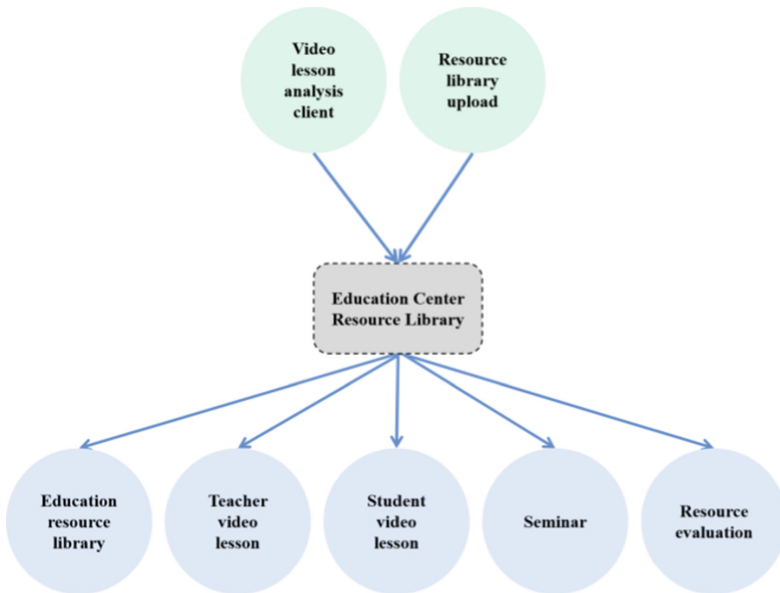 Video
lesson
analysis
client
Resource
library
upload
Education Center
Resource Library
Education
resource
library
Teacher
video
lesson
Student
video
lesson
Seminar
Resource
evaluation